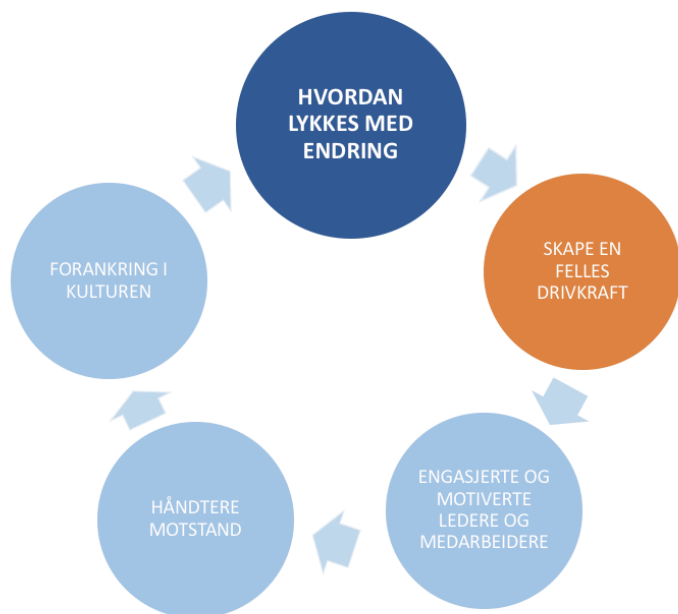 HVORDAN
LYKKES MED
ENDRING
SKAPE EN
FELLES
DRIVKRAFT
ENGASJERTE OG
MOTIVERTE
LEDERE OG
MEDARBEIDERE
HÅNDTERE
MOTSTAND
FORANKRING I
KULTUREN